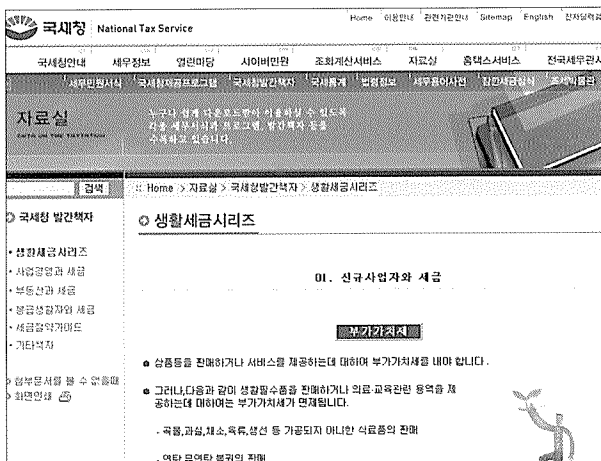 Home 이용안내 관련기관안내 Sitemap English 전자달력
국세청 National Tax Service
국세청안내 세무정보 열린마당 사이버민원 조회계산서비스 자료실 홈택스서비스 전국세무관서
세무민원서식 국세청제공프로그램 국세청발간책자 국세통계 법령정보 세무용어사전
자료실
누구나 쉽게 다운로드받아 이용하실 수 있도록
각종 세무서식과 프로그램, 발간책자 등을
수록하고 있습니다.
검색
:: Home > 자료실 > 국세청발간책자 > 생활세금시리즈
국세청 발간책자
생활세금시리즈
• 생활세금시리즈
• 사업경영과 세금
• 부동산과 세금
• 봉급생활자와 세금
• 세금절약가이드
• 기타책자
> 첨부문서를 볼 수 없을때
> 화면인쇄
01. 신규사업자와 세금
부가가치세
상품등을 판매하거나 서비스를 제공하는데 대하여 부가가치세를 내야 합니다.
그러나,다음과 같이 생활필수품을 판매하거나 의료·교육관련 용역을 제
공하는데 대하여는 부가가치세가 면제됩니다.
- 곡물,과실,채소,육류,생선 등 가공되지 아니한 식료품의 판매
- 연탄·무연탄, 복권의 판매